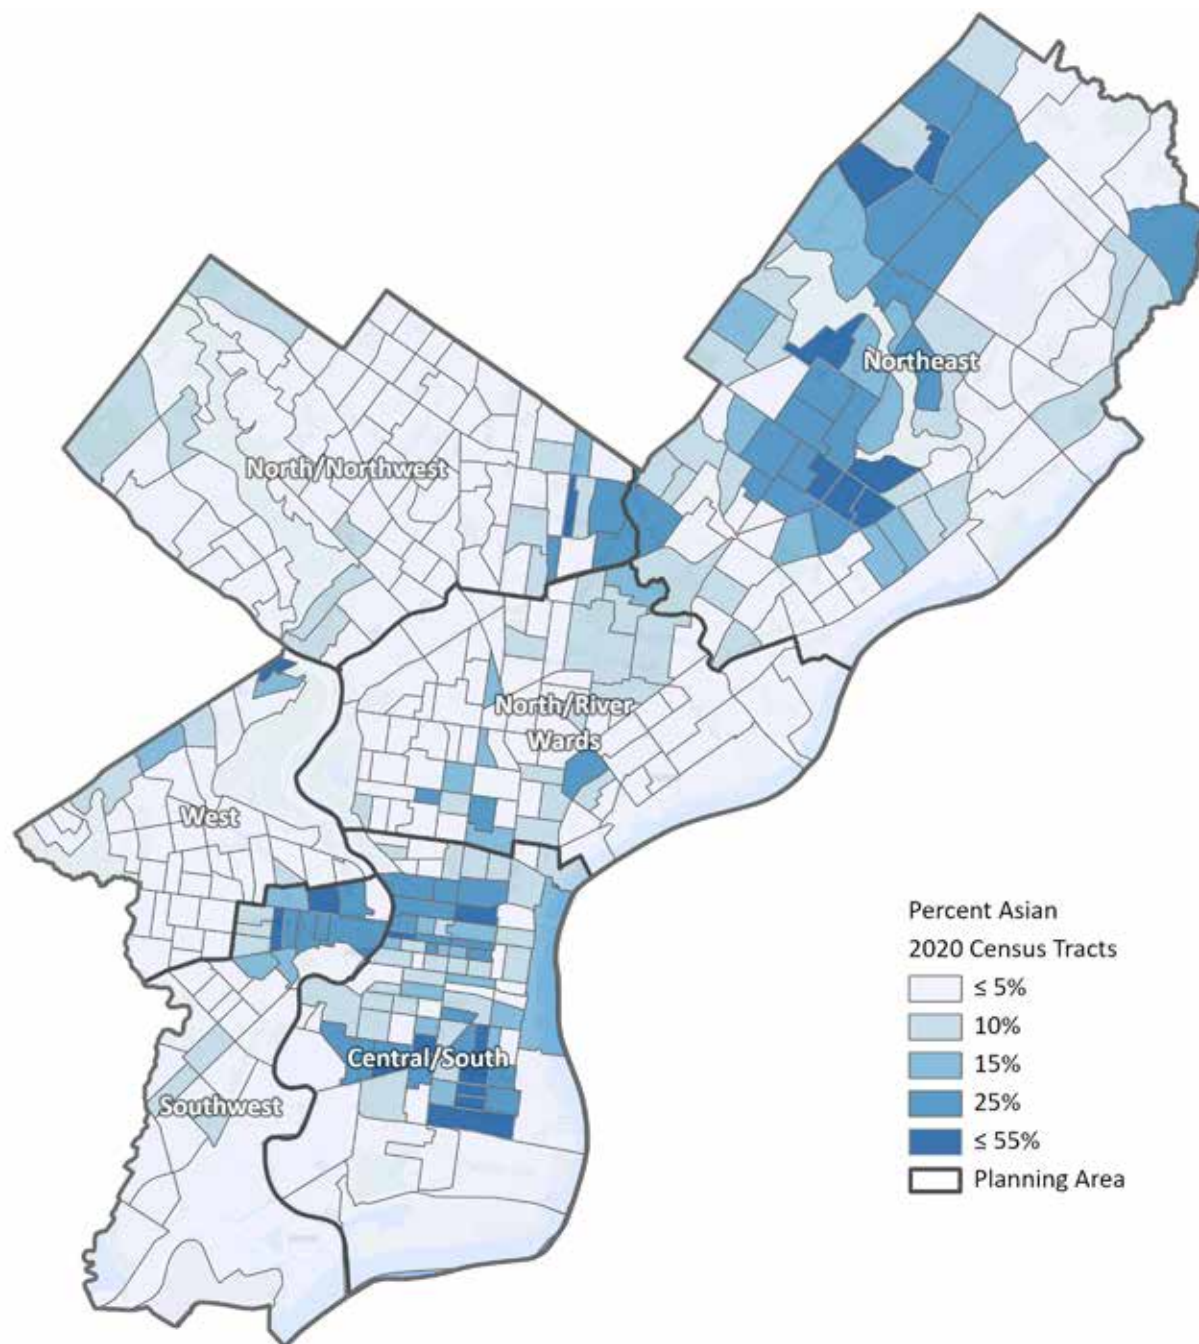 Northeast
North/Northwest
North/River
Wards
West
Central/South
Southwest
Percent Asian
2020 Census Tracts
≤ 5%
10%
15%
25%
≤ 55%
Planning Area